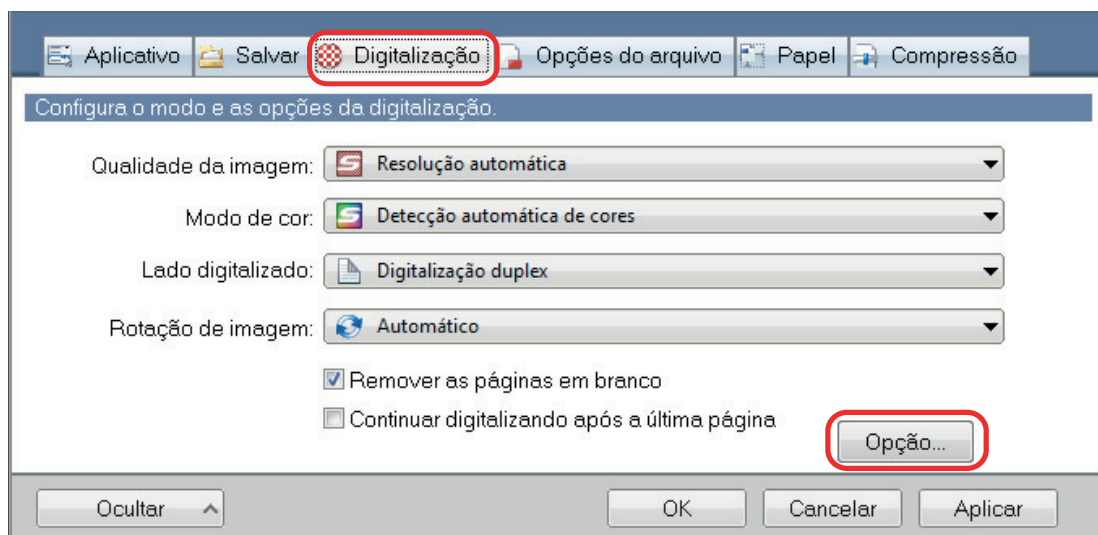 Aplicativo Salvar Digitalização Opções do arquivo Papel Compressão
Configura o modo e as opções da digitalização.
Qualidade da imagem: Resolução automática
Modo de cor: Detecção automática de cores
Lado digitalizado: Digitalização duplex
Rotação de imagem: Automático
Remover as páginas em branco
Continuar digitalizando após a última página
Opção...
Ocultar OK Cancelar Aplicar